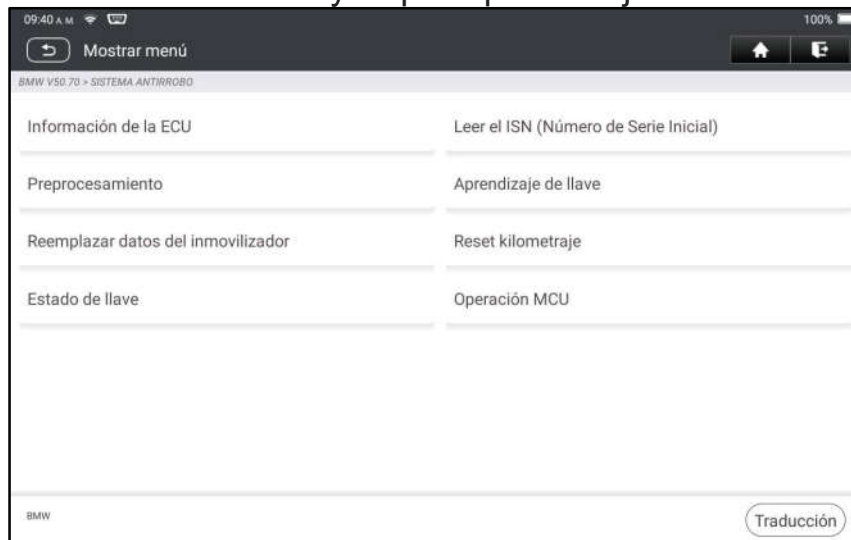 09:40 A M
100%
Mostrar menú
BMW V50.70 > SISTEMA ANTIRROBO
Información de la ECU
Leer el ISN (Número de Serie Inicial)
Preprocesamiento
Aprendizaje de llave
Reemplazar datos del inmovilizador
Reset kilometraje
Estado de llave
Operación MCU
BMW
Traducción